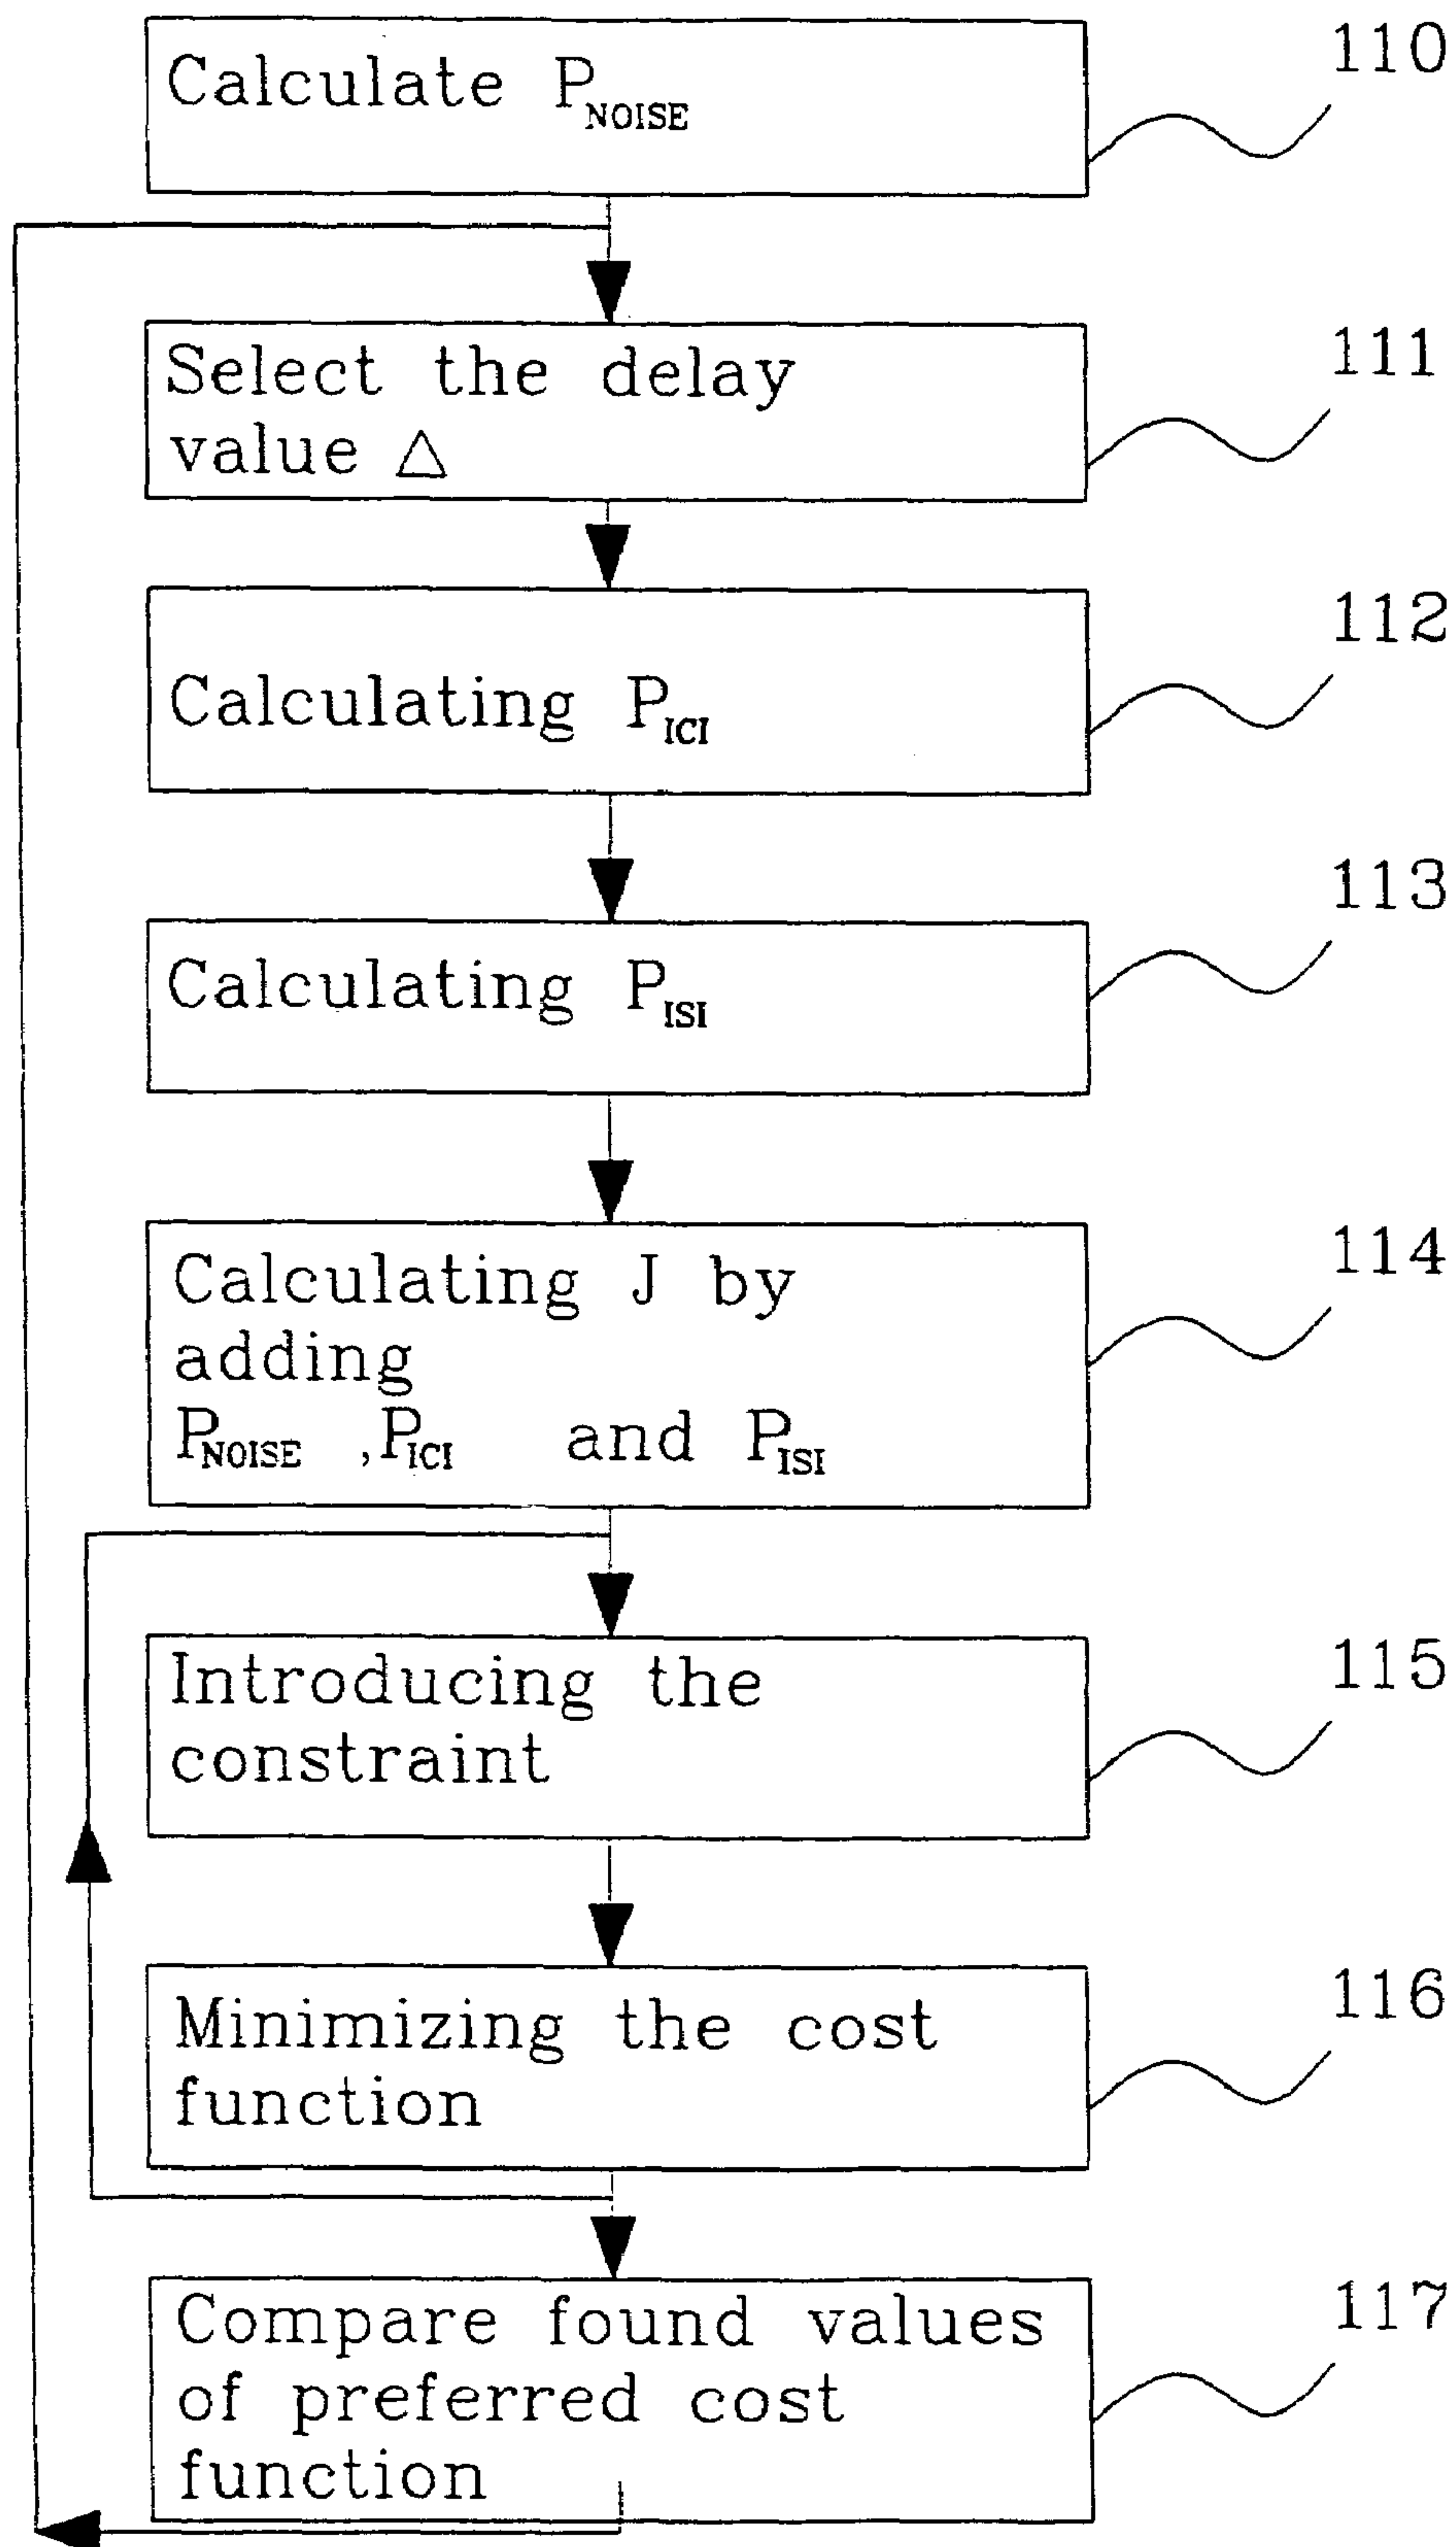 Calculate P_NOISE
110
Select the delay
value △
111
Calculating P_ICI
112
Calculating P_ISI
113
Calculating J by
adding
P_NOISE ,P_ICI and P_ISI
114
Introducing the
constraint
115
Minimizing the cost
function
116
Compare found values
of preferred cost
function
117